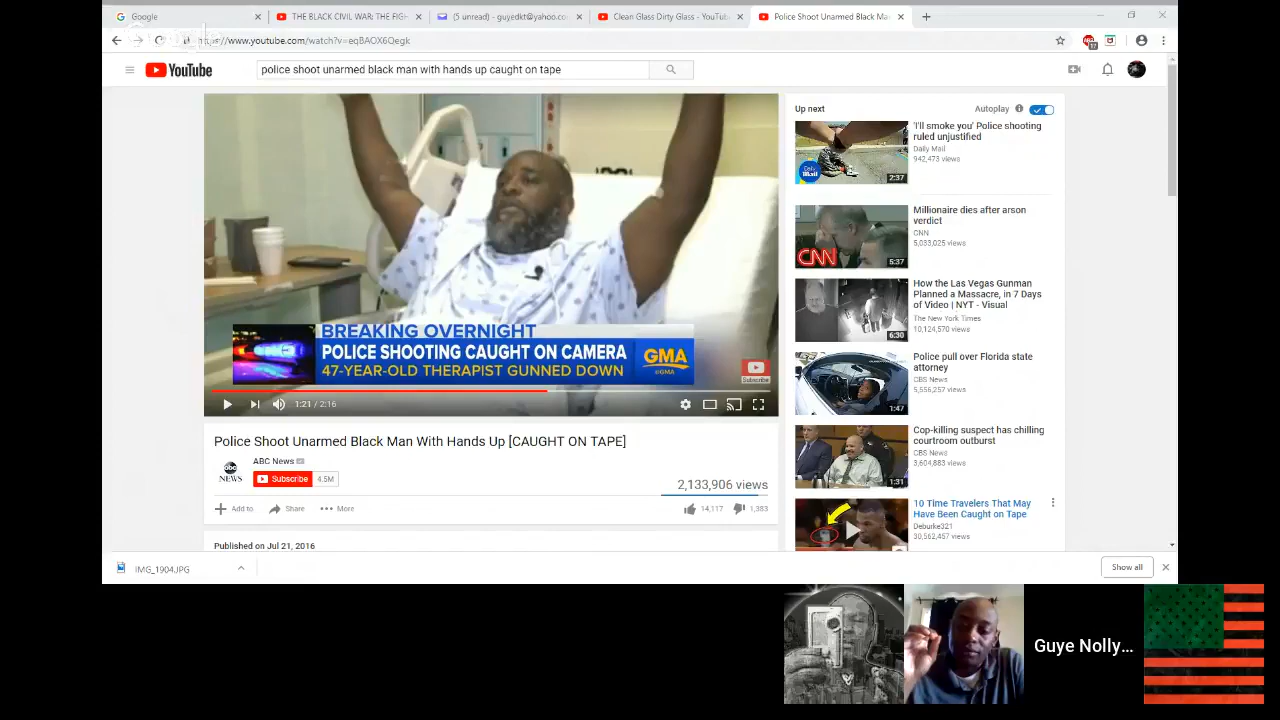 Google
THE BLACK CIVIL WAR: THE FIGH
(5 unread) - guyedkt@yahoo.cc
Clean Glass Dirty Glass - YouTub
Police Shoot Unarmed Black Man
https://www.youtube.com/watch?v=eqBAOX6Qegk
YouTube
police shoot unarmed black man with hands up caught on tape
BREAKING OVERNIGHT
POLICE SHOOTING CAUGHT ON CAMERA
47-YEAR-OLD THERAPIST GUNNED DOWN
GMA
@GMA
Subscribe
1:21 / 2:16
Police Shoot Unarmed Black Man With Hands Up [CAUGHT ON TAPE]
abc
NEWS
ABC News
Subscribe 4.5M
2,133,906 views
Add to Share More
14,117 1,383
Published on Jul 21, 2016
Up next
Autoplay
'I'll smoke you' Police shooting
ruled unjustified
Daily Mail
942,473 views
2:37
Millionaire dies after arson
verdict
CNN
5,033,025 views
CNN
5:37
How the Las Vegas Gunman
Planned a Massacre, in 7 Days
of Video | NYT - Visual
The New York Times
10,124,570 views
6:30
Police pull over Florida state
attorney
CBS News
5,556,257 views
1:47
Cop-killing suspect has chilling
courtroom outburst
CBS News
3,604,883 views
1:31
10 Time Travelers That May
Have Been Caught on Tape
Deburke321
30,562,457 views
IMG_1904.JPG
Show all
Guye Nolly...